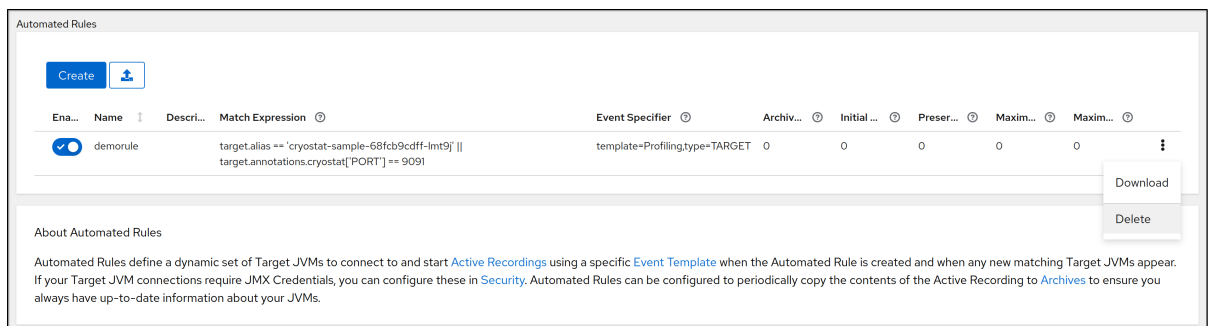 Automated Rules
Create
Ena... Name Descri... Match Expression Event Specifier Archiv... Initial ... Preser... Maxim... Maxim...
demorule target.alias == 'cryostat-sample-68fcb9cdff-lmt9j' || template=Profiling,type=TARGET 0 0 0 0 0
target.annotations.cryostat['PORT'] == 9091
Download
Delete
About Automated Rules
Automated Rules define a dynamic set of Target JVMs to connect to and start Active Recordings using a specific Event Template when the Automated Rule is created and when any new matching Target JVMs appear.
If your Target JVM connections require JMX Credentials, you can configure these in Security. Automated Rules can be configured to periodically copy the contents of the Active Recording to Archives to ensure you
always have up-to-date information about your JVMs.